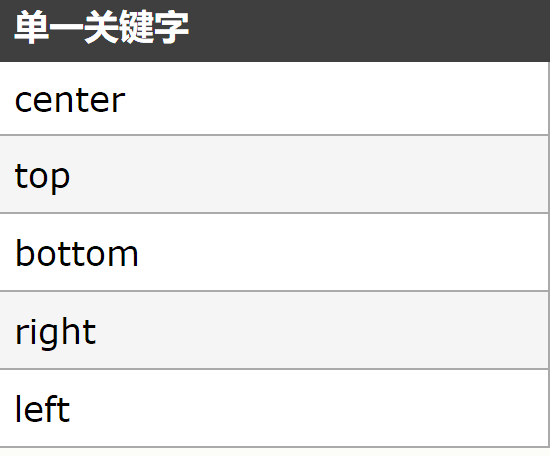 单一关键字
center
top
bottom
right
left